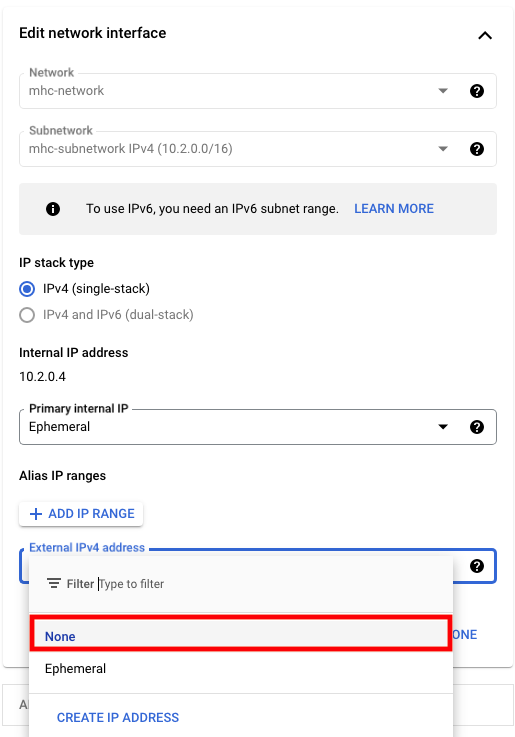 Edit network interface
Network
mhc-network
Subnetwork
mhc-subnetwork IPv4 (10.2.0.0/16)
To use IPv6, you need an IPv6 subnet range. LEARN MORE
IP stack type
IPv4 (single-stack)
IPv4 and IPv6 (dual-stack)
Internal IP address
10.2.0.4
Primary internal IP
Ephemeral
Alias IP ranges
+ ADD IP RANGE
External IPv4 address
Filter Type to filter
None
ONE
Ephemeral
A
CREATE IP ADDRESS